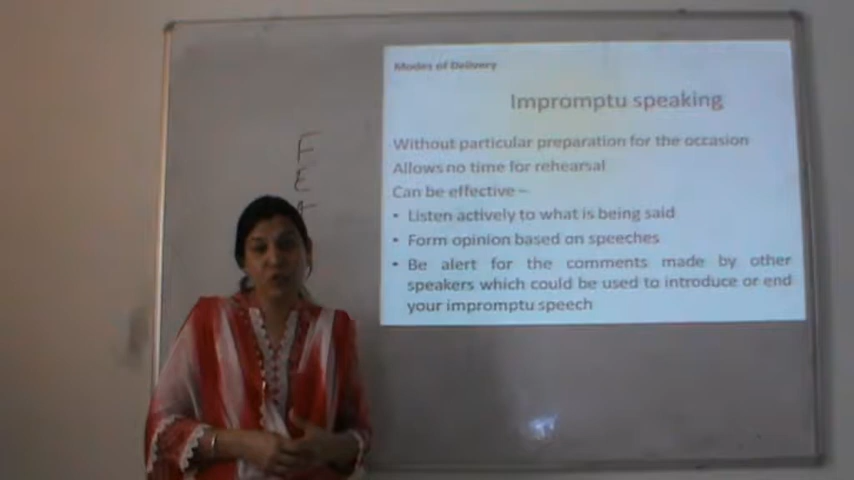 Modes of Delivery
Impromptu speaking
Without particular preparation for the occasion
Allows no time for rehearsal
Can be effective –
• Listen actively to what is being said
• Form opinion based on speeches
• Be alert for the comments made by other
speakers which could be used to introduce or end
your impromptu speech
F
E